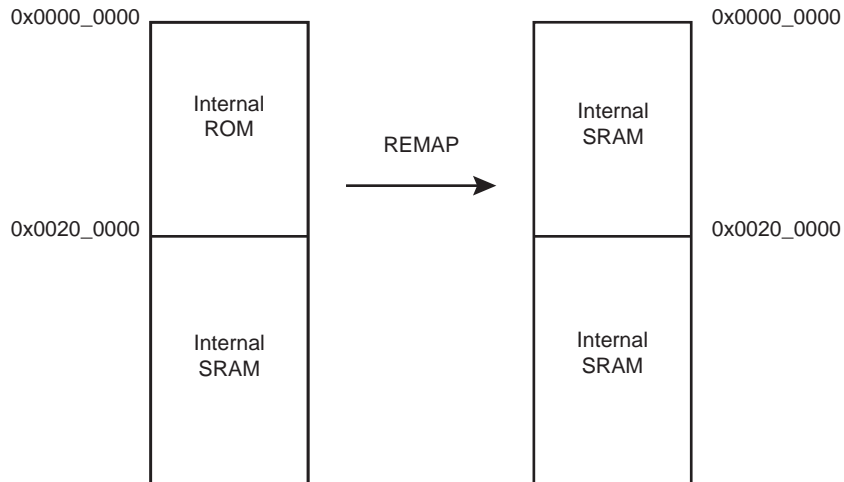 0x0000_0000
0x0000_0000
Internal
ROM
Internal
SRAM
REMAP
0x0020_0000
0x0020_0000
Internal
SRAM
Internal
SRAM